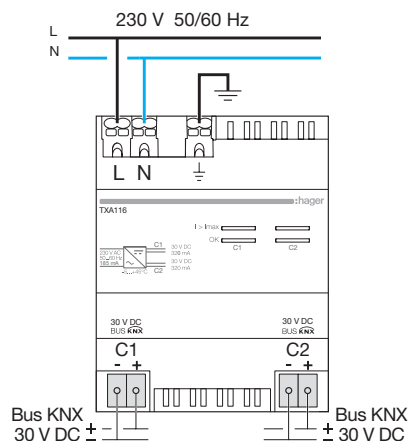 230 V 50/60 Hz
L
N
L N
:hager
TXA116
I > Imax
OK
C1 C2
230 V AC
50...60 Hz
185 mA
C1
30 V DC
320 mA
30 V DC
320 mA
C2
30 V DC
BUS KNX
30 V DC
BUS KNX
C1
C2
- +
- +
Bus KNX
30 V DC + -
Bus KNX
+ - 30 V DC